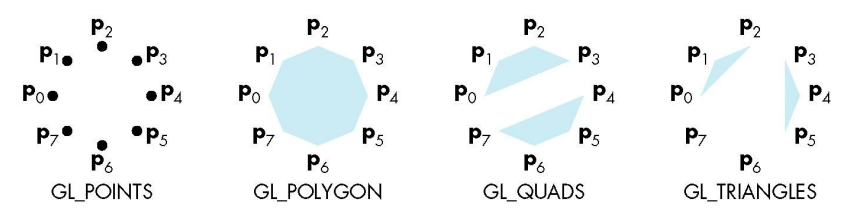 p2 p2 p2 p2
p1 p3 p1 p3 p1 p3 p1 p3
p0 p4 p0 p4 p0 p4 p0 p4
p7 p5 p7 p5 p7 p5 p7 p5
p6 p6 p6 p6
GL_POINTS GL_POLYGON GL_QUADS GL_TRIANGLES